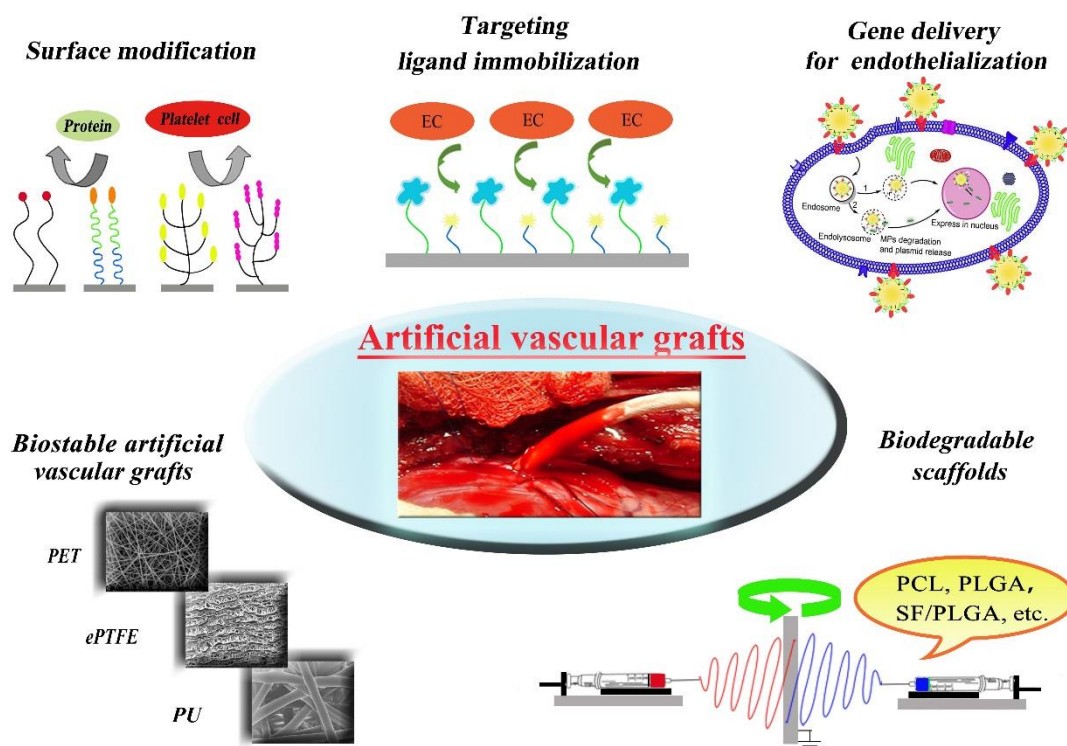 Surface modification
Protein
Platelet cell
Targeting
ligand immobilization
EC
EC
EC
Gene delivery
for endothelialization
1
2
Endosome
Express in nucleus
Endolysosome
MPs degradation
and plasmid release
Artificial vascular grafts
Biostable artificial
vascular grafts
PET
ePTFE
PU
Biodegradable
scaffolds
PCL, PLGA,
SF/PLGA, etc.